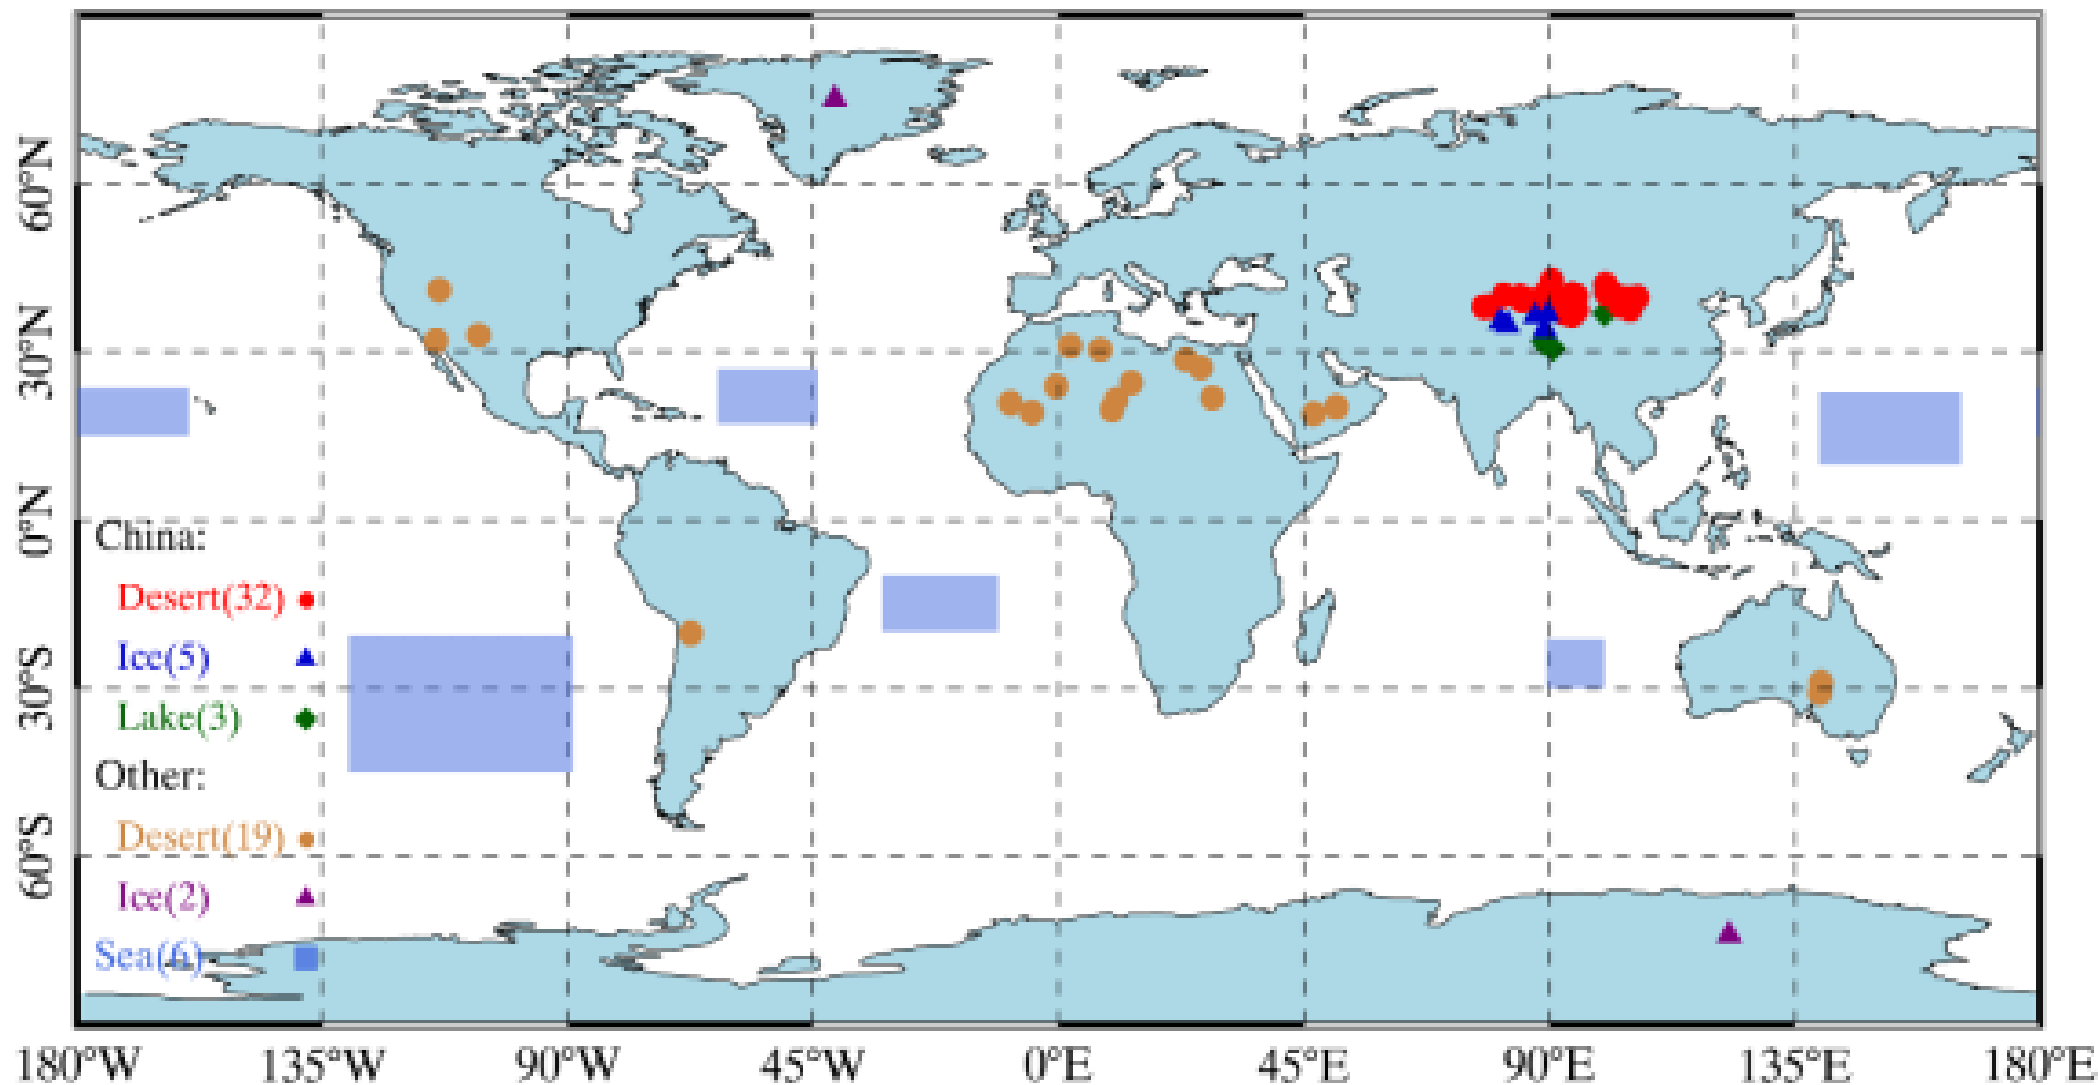 60°N
30°N
0°N
30°S
60°S
China:
Desert(32)
Ice(5)
Lake(3)
Other:
Desert(19)
Ice(2)
Sea(6)
180°W 135°W 90°W 45°W 0°E 45°E 90°E 135°E 180°E